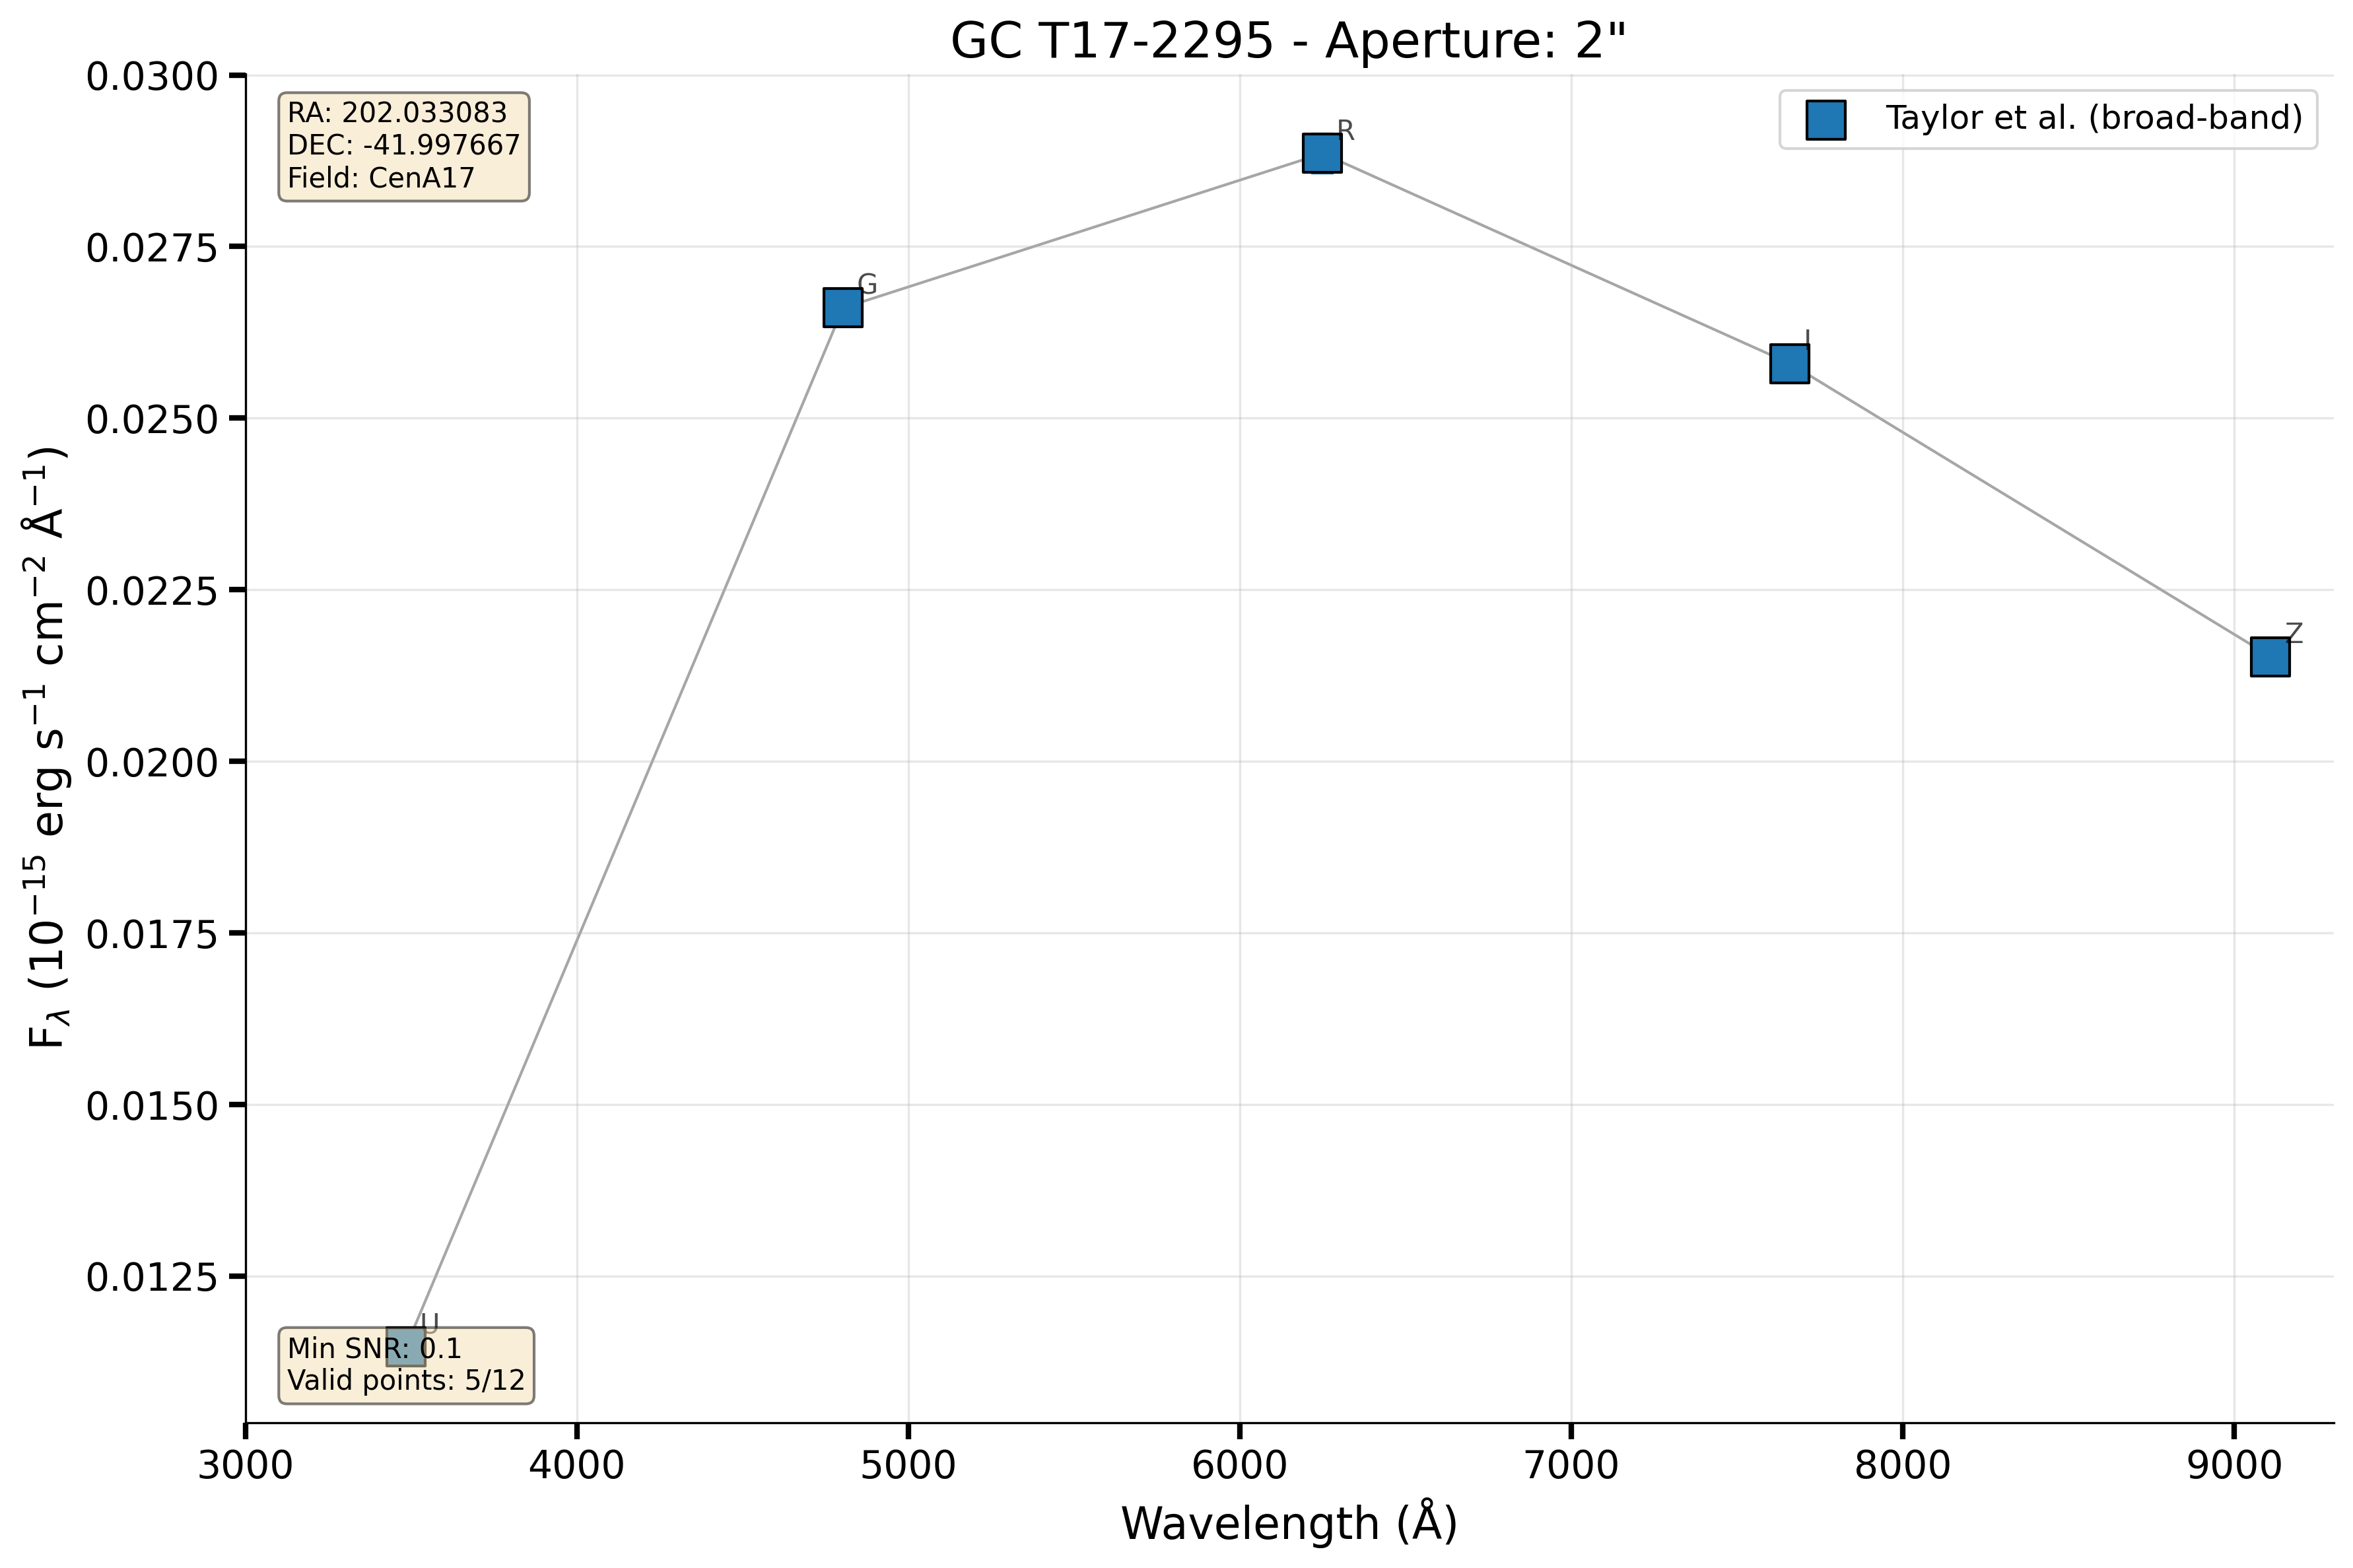 GC T17-2295 - Aperture: 2"
RA: 202.033083
DEC: -41.997667
Field: CenA17
Taylor et al. (broad-band)
0.0300
0.0275
0.0250
0.0225
0.0200
0.0175
0.0150
0.0125
F_λ (10⁻¹⁵ erg s⁻¹ cm⁻² Å⁻¹)
U
G
R
I
Z
Min SNR: 0.1
Valid points: 5/12
3000 4000 5000 6000 7000 8000 9000
Wavelength (Å)